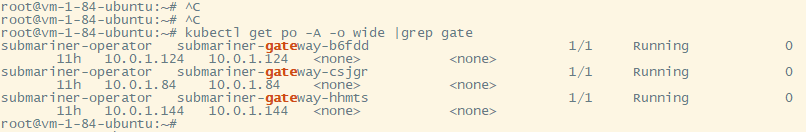 root@vm-1-84-ubuntu:~# ^C
root@vm-1-84-ubuntu:~# ^C
root@vm-1-84-ubuntu:~# kubectl get po -A -o wide |grep gate
submariner-operator submariner-gateway-b6fdd 1/1 Running 0
11h 10.0.1.124 10.0.1.124 <none> <none>
submariner-operator submariner-gateway-csjgr 1/1 Running 0
11h 10.0.1.84 10.0.1.84 <none> <none>
submariner-operator submariner-gateway-hhmts 1/1 Running 0
11h 10.0.1.144 10.0.1.144 <none> <none>
root@vm-1-84-ubuntu:~#